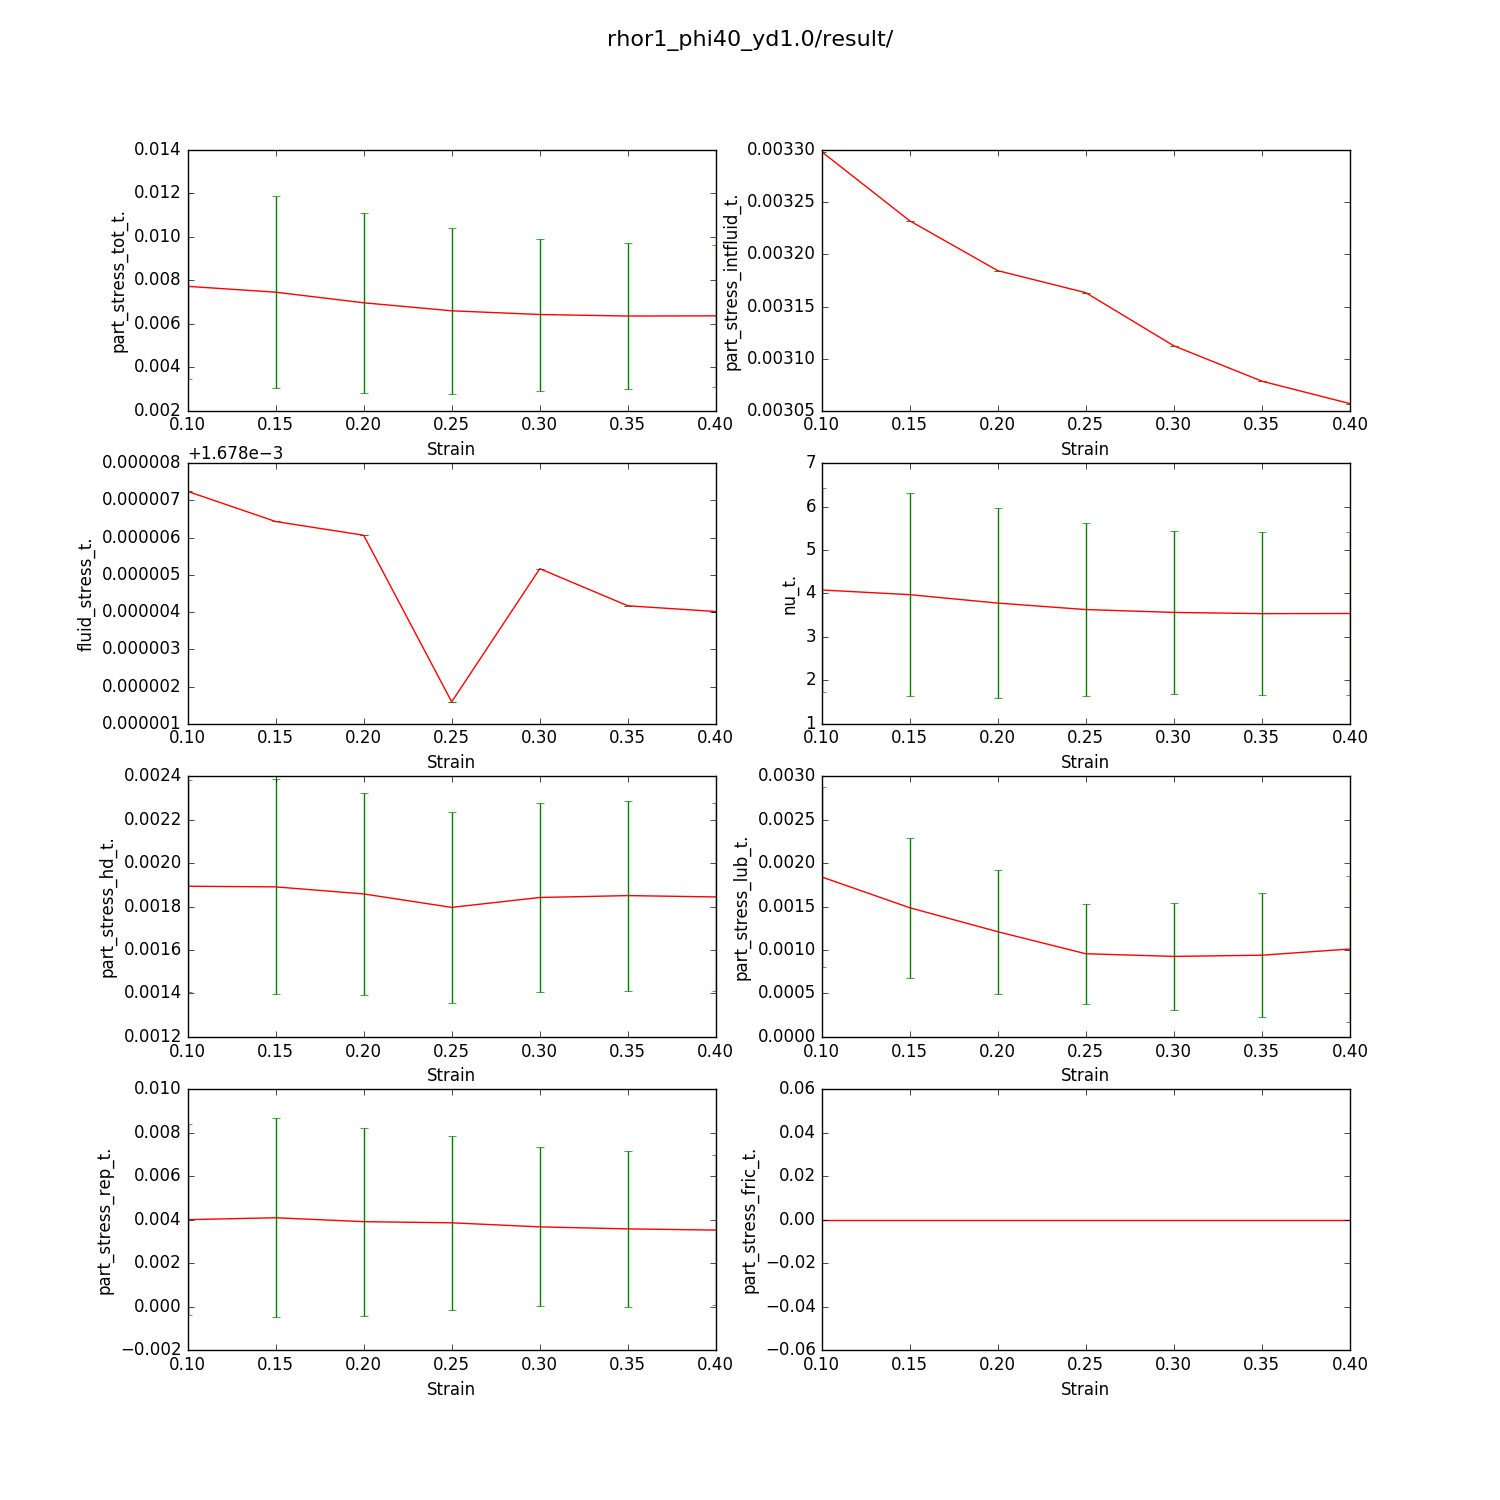 rhor1_phi40_yd1.0/result/
part_stress_tot_t.
0.014
0.012
0.010
0.008
0.006
0.004
0.002
0.10 0.15 0.20 0.25 0.30 0.35 0.40
Strain
part_stress_intfluid_t.
0.00330
0.00325
0.00320
0.00315
0.00310
0.00305
0.10 0.15 0.20 0.25 0.30 0.35 0.40
Strain
+1.678e−3
fluid_stress_t.
0.000008
0.000007
0.000006
0.000005
0.000004
0.000003
0.000002
0.000001
0.10 0.15 0.20 0.25 0.30 0.35 0.40
Strain
nu_t.
7
6
5
4
3
2
1
0.10 0.15 0.20 0.25 0.30 0.35 0.40
Strain
part_stress_hd_t.
0.0024
0.0022
0.0020
0.0018
0.0016
0.0014
0.0012
0.10 0.15 0.20 0.25 0.30 0.35 0.40
Strain
part_stress_lub_t.
0.0030
0.0025
0.0020
0.0015
0.0010
0.0005
0.0000
0.10 0.15 0.20 0.25 0.30 0.35 0.40
Strain
part_stress_rep_t.
0.010
0.008
0.006
0.004
0.002
0.000
−0.002
0.10 0.15 0.20 0.25 0.30 0.35 0.40
Strain
part_stress_fric_t.
0.06
0.04
0.02
0.00
−0.02
−0.04
−0.06
0.10 0.15 0.20 0.25 0.30 0.35 0.40
Strain